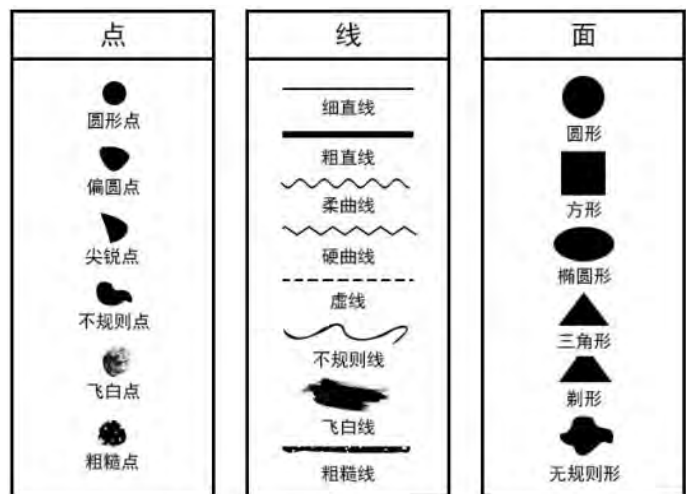 点
圆形点
偏圆点
尖锐点
不规则点
飞白点
粗糙点
线
细直线
粗直线
柔曲线
硬曲线
虚线
不规则线
飞白线
粗糙线
面
圆形
方形
椭圆形
三角形
剃形
无规则形